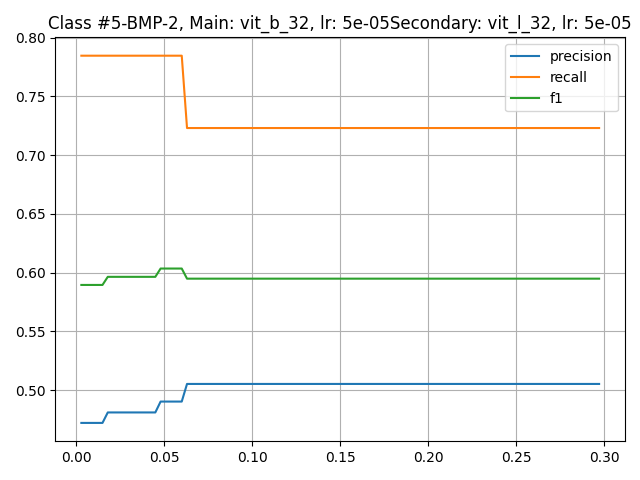 Class #5-BMP-2, Main: vit_b_32, lr: 5e-05Secondary: vit_l_32, lr: 5e-05
precision
recall
f1
0.80
0.75
0.70
0.65
0.60
0.55
0.50
0.00 0.05 0.10 0.15 0.20 0.25 0.30